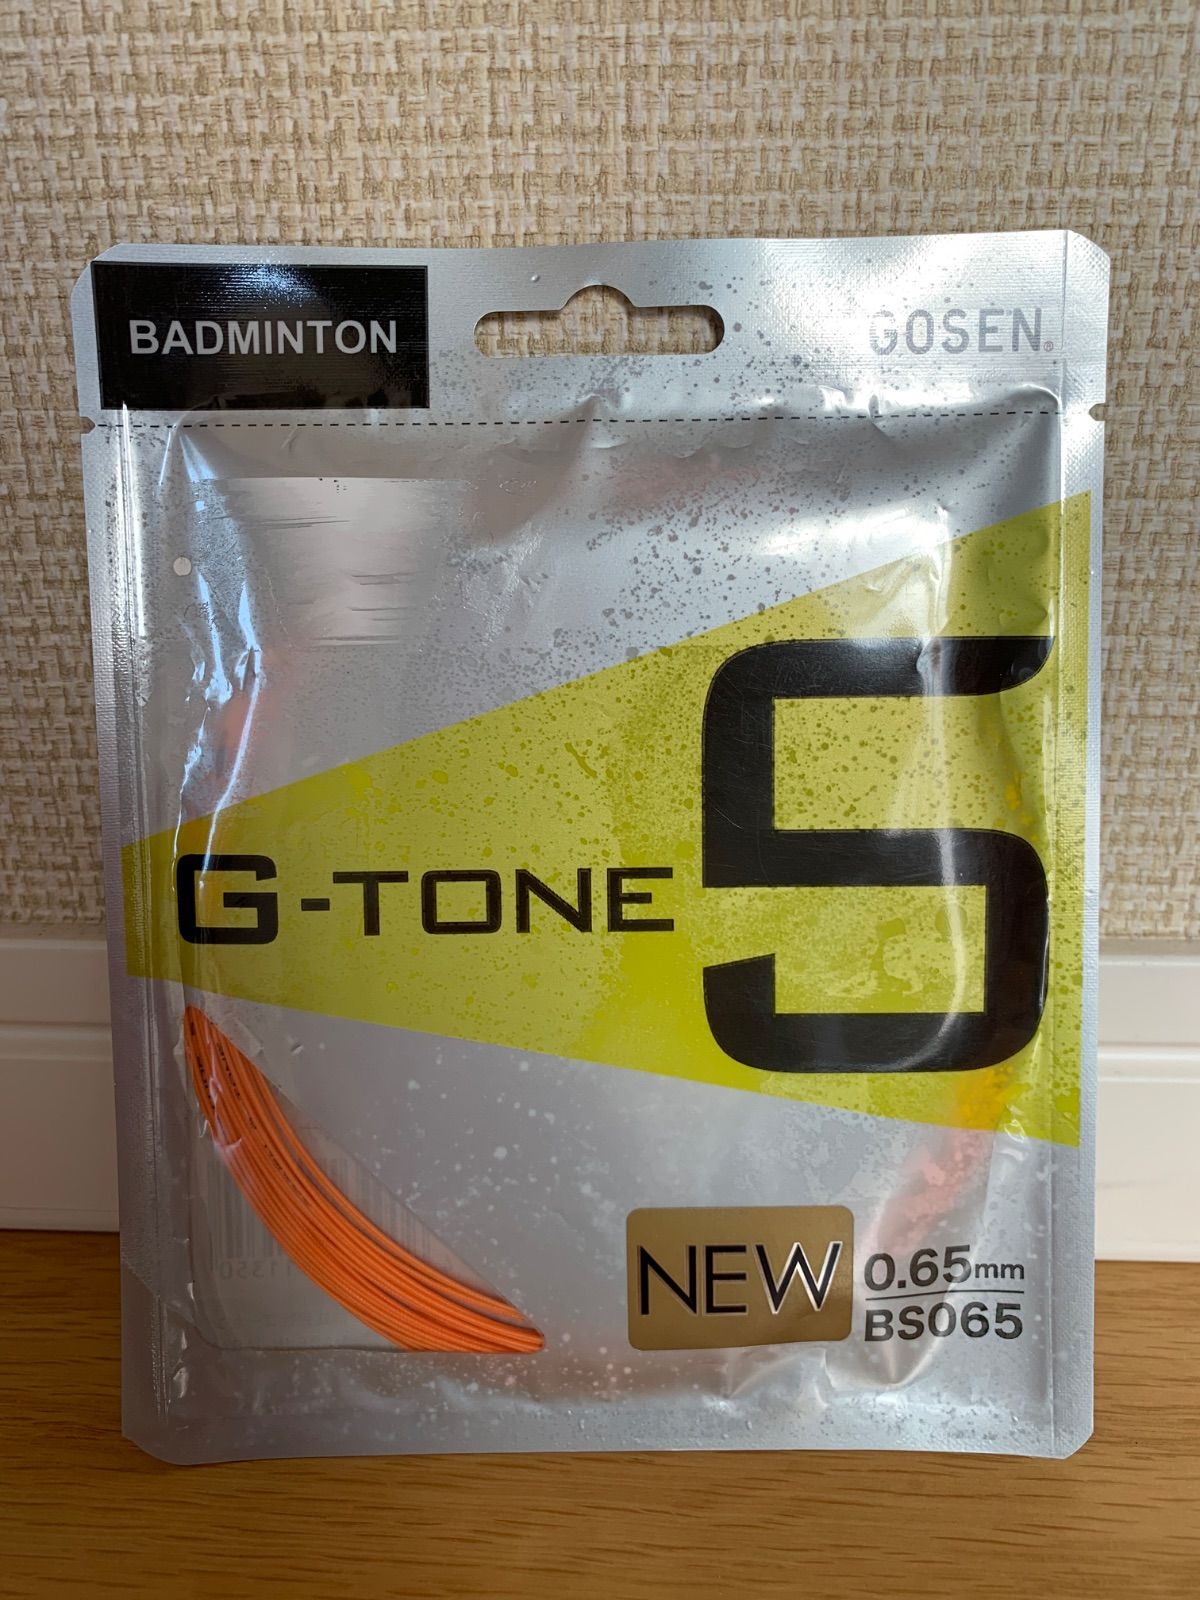 BADMINTON
GOSEN®
G-TONE 5
NEW
0.65mm
BS065